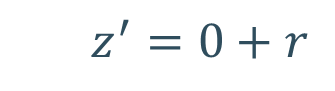 z′ = 0 + r